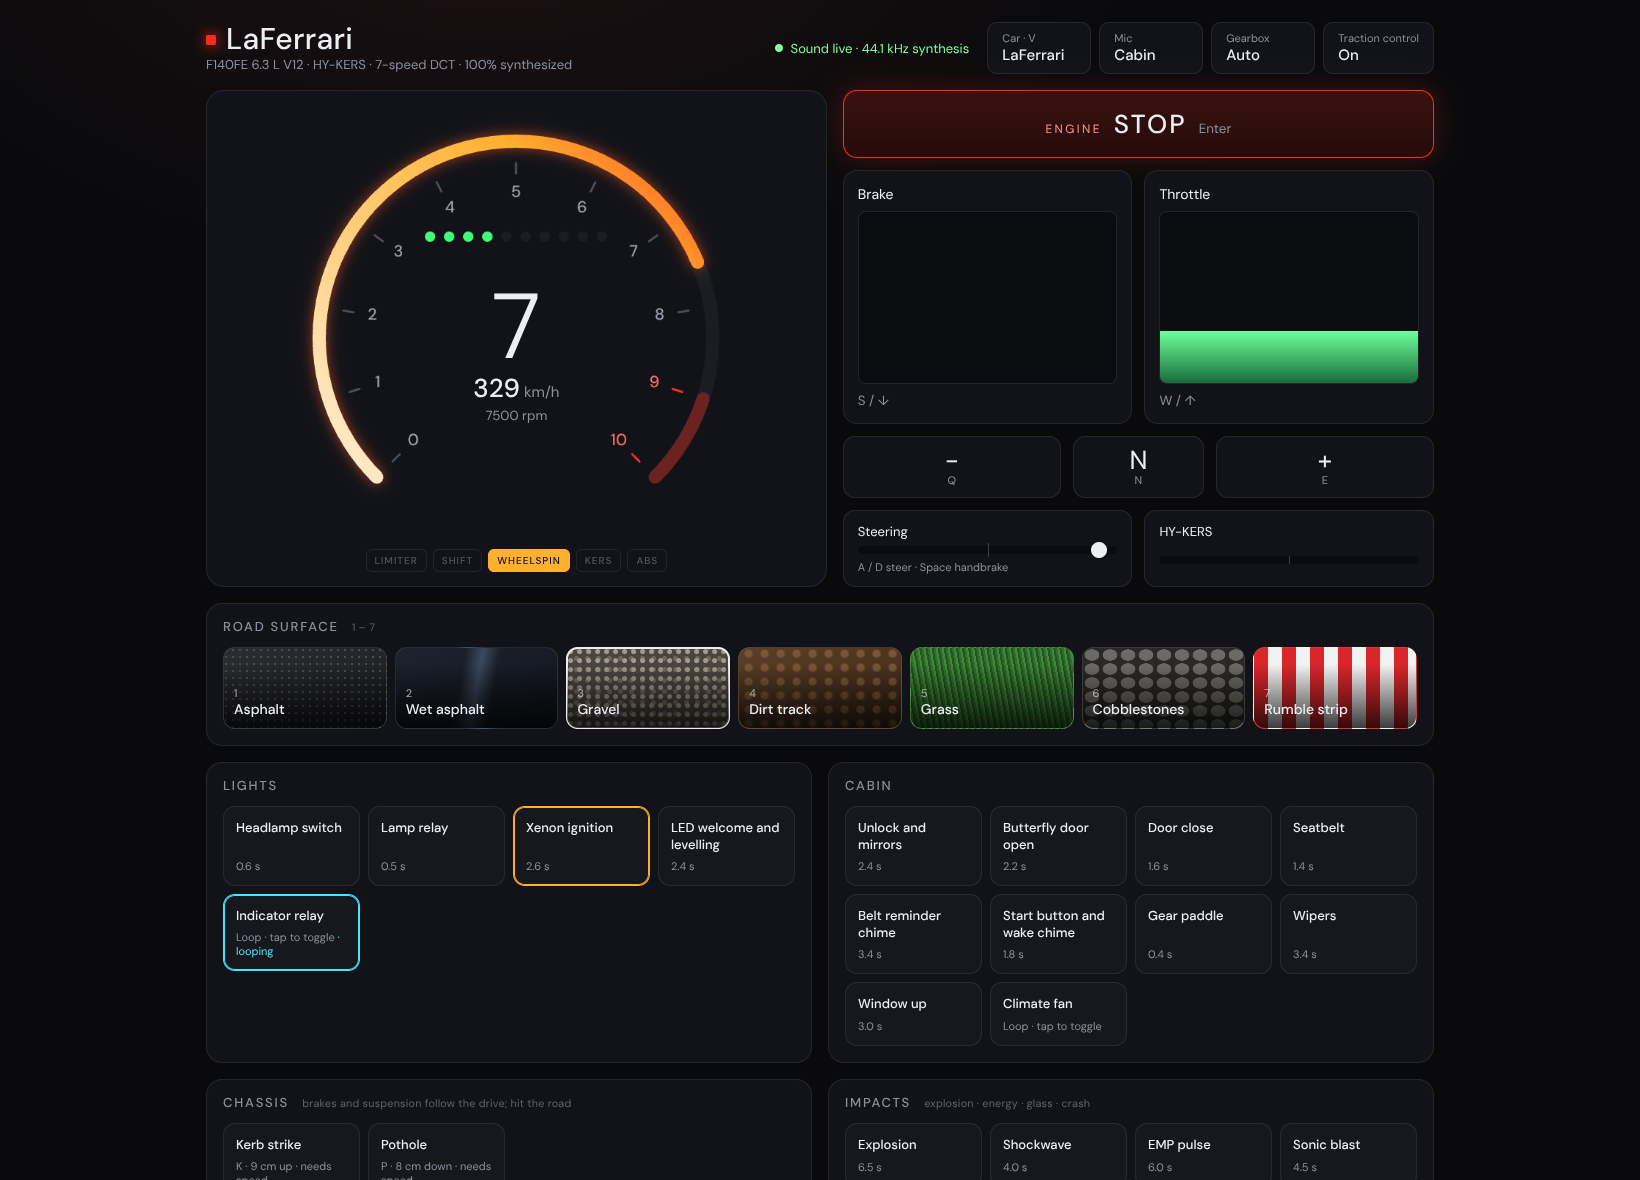 LaFerrari
F140FE 6.3 L V12 · HY-KERS · 7-speed DCT · 100% synthesized
Sound live · 44.1 kHz synthesis
Car · V
LaFerrari
Mic
Cabin
Gearbox
Auto
Traction control
On
0
1
2
3
4
5
6
7
8
9
10
7
329 km/h
7500 rpm
LIMITER
SHIFT
WHEELSPIN
KERS
ABS
ENGINE STOP Enter
Brake
S / ↓
Throttle
W / ↑
−
Q
N
N
+
E
Steering
A / D steer · Space handbrake
HY-KERS
ROAD SURFACE 1 – 7
1
Asphalt
2
Wet asphalt
3
Gravel
4
Dirt track
5
Grass
6
Cobblestones
7
Rumble strip
LIGHTS
Headlamp switch
0.6 s
Lamp relay
0.5 s
Xenon ignition
2.6 s
LED welcome and
levelling
2.4 s
Indicator relay
Loop · tap to toggle ·
looping
CABIN
Unlock and
mirrors
2.4 s
Butterfly door
open
2.2 s
Door close
1.6 s
Seatbelt
1.4 s
Belt reminder
chime
3.4 s
Start button and
wake chime
1.8 s
Gear paddle
0.4 s
Wipers
3.4 s
Window up
3.0 s
Climate fan
Loop · tap to toggle
CHASSIS brakes and suspension follow the drive; hit the road
Kerb strike
K · 9 cm up · needs
speed
Pothole
P · 8 cm down · needs
speed
IMPACTS explosion · energy · glass · crash
Explosion
6.5 s
Shockwave
4.0 s
EMP pulse
6.0 s
Sonic blast
4.5 s